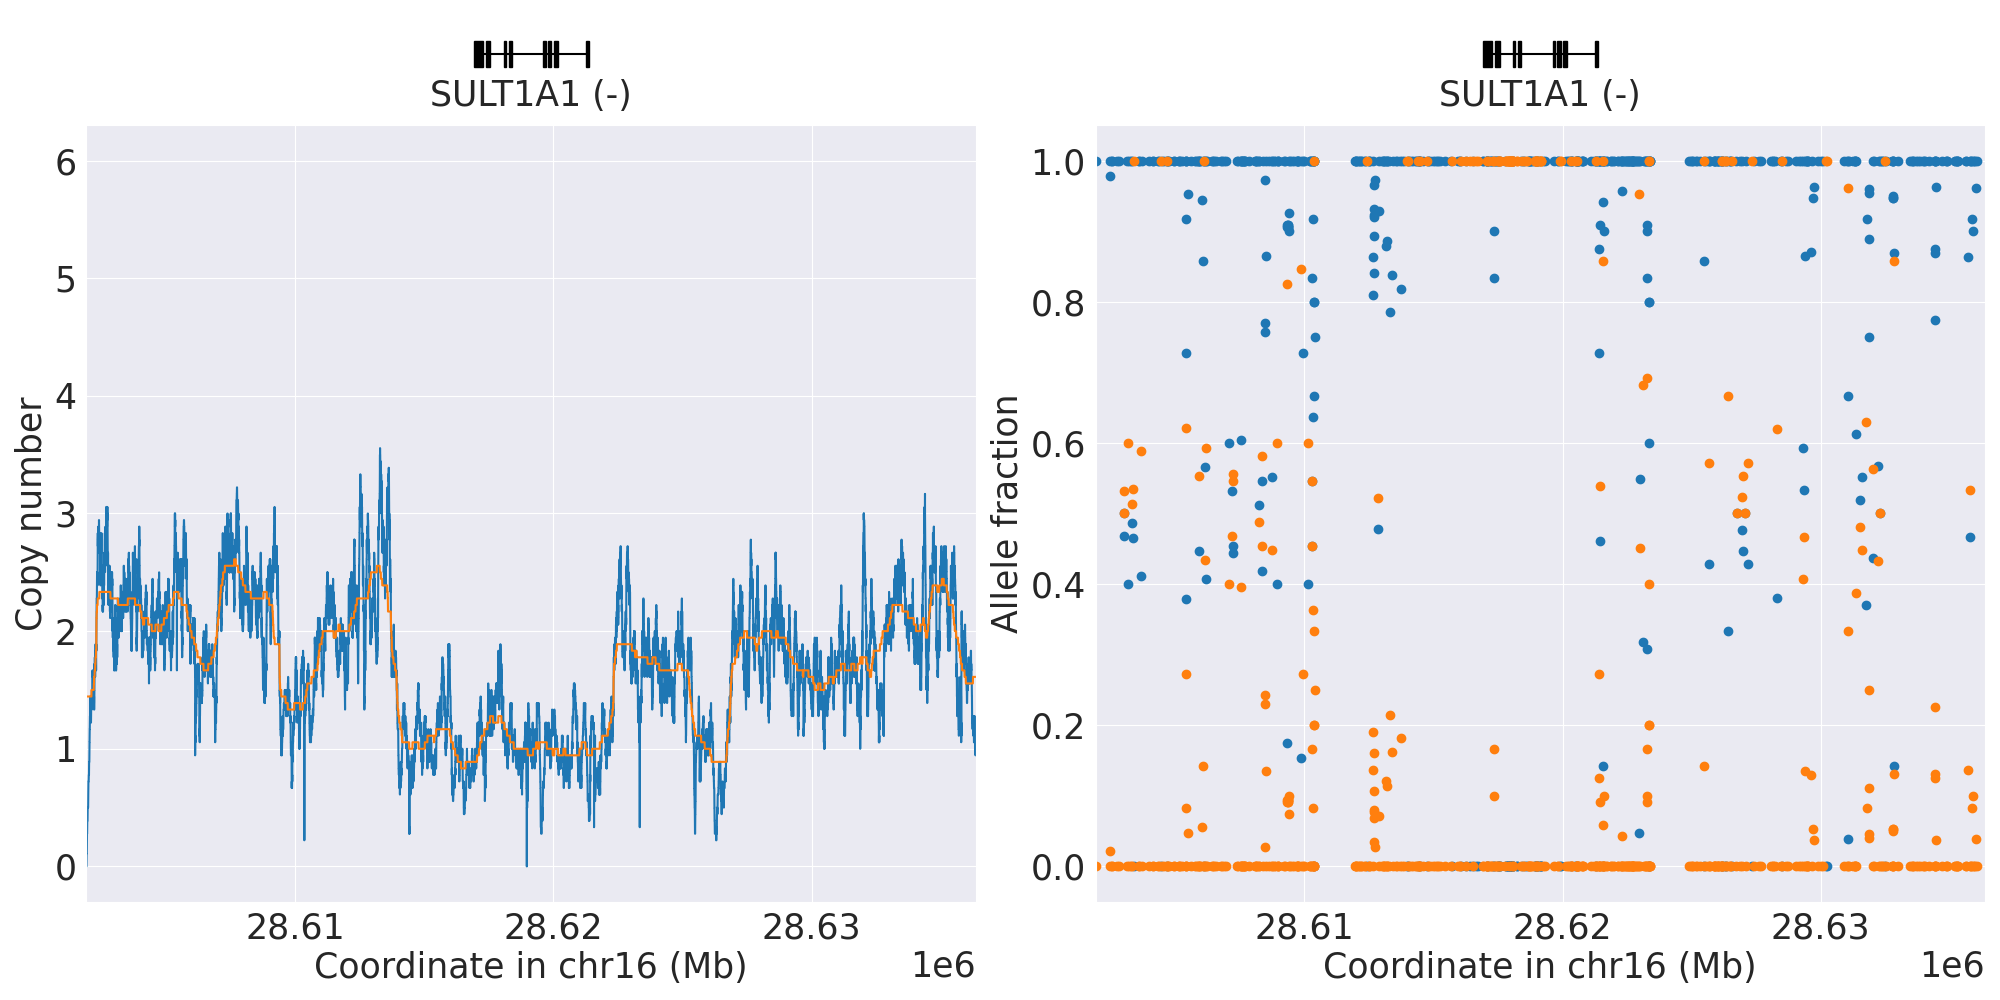 SULT1A1 (-)
Copy number
6
5
4
3
2
1
0
28.61
28.62
28.63
Coordinate in chr16 (Mb)
1e6
SULT1A1 (-)
Allele fraction
1.0
0.8
0.6
0.4
0.2
0.0
28.61
28.62
28.63
Coordinate in chr16 (Mb)
1e6